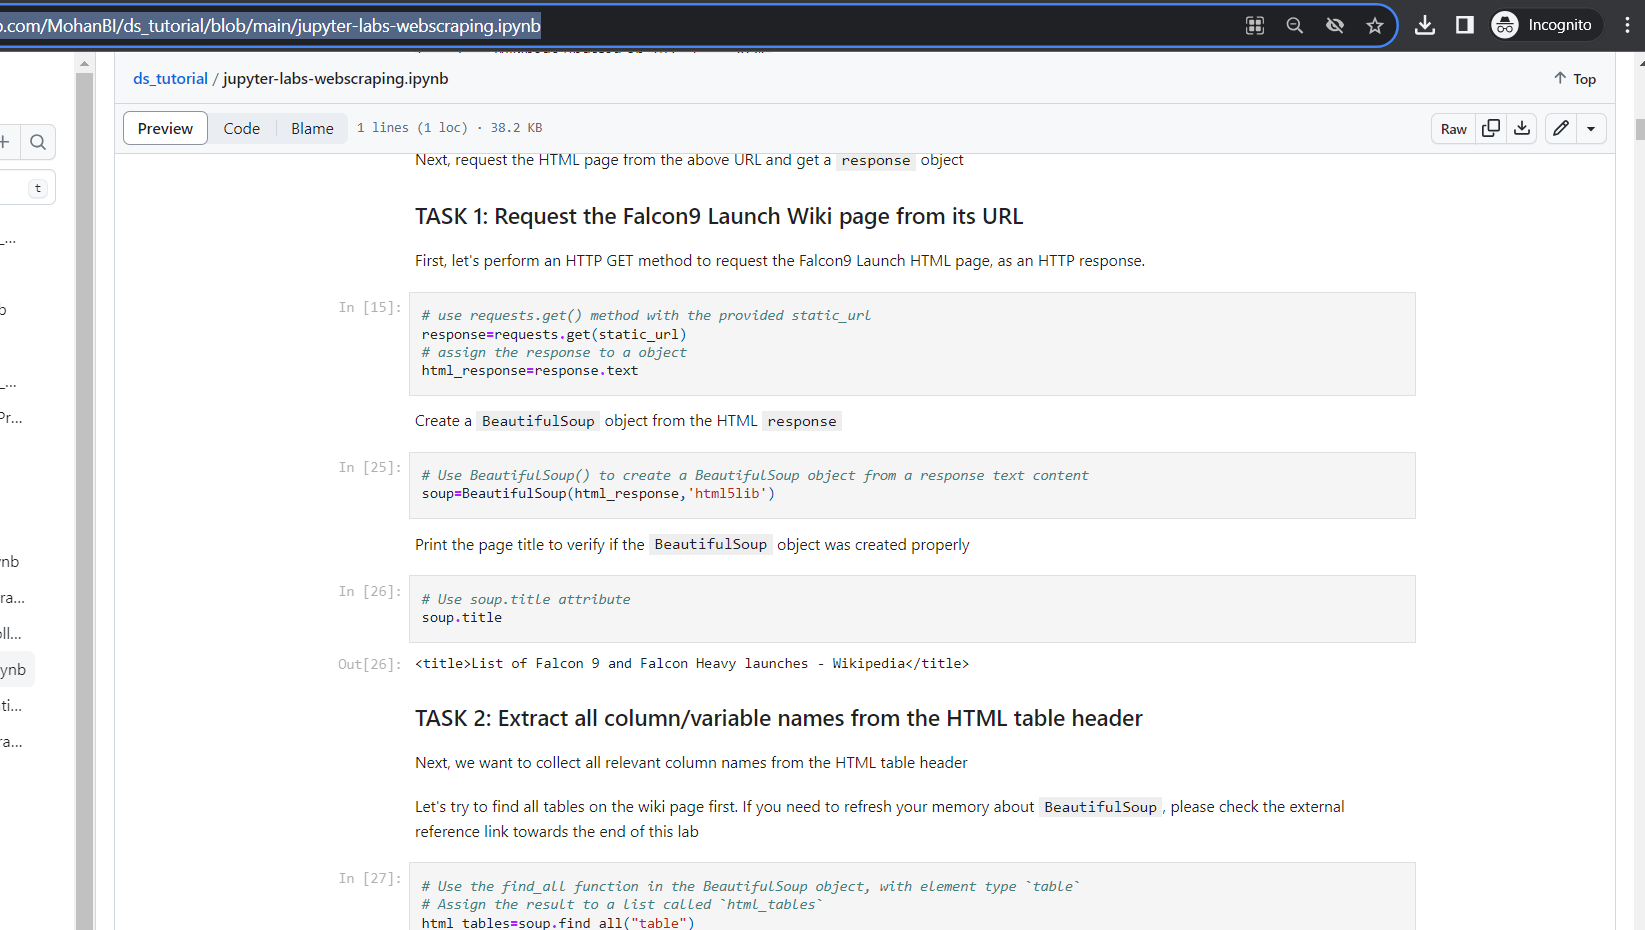 o.com/MohanBI/ds_tutorial/blob/main/jupyter-labs-webscraping.ipynb
Incognito
ds_tutorial / jupyter-labs-webscraping.ipynb
Top
Preview Code Blame 1 lines (1 loc) · 38.2 KB
Raw
t
Next, request the HTML page from the above URL and get a response object
TASK 1: Request the Falcon9 Launch Wiki page from its URL
First, let's perform an HTTP GET method to request the Falcon9 Launch HTML page, as an HTTP response.
In [15]:
# use requests.get() method with the provided static_url
response=requests.get(static_url)
# assign the response to a object
html_response=response.text
Create a BeautifulSoup object from the HTML response
In [25]:
# Use BeautifulSoup() to create a BeautifulSoup object from a response text content
soup=BeautifulSoup(html_response,'html5lib')
Print the page title to verify if the BeautifulSoup object was created properly
In [26]:
# Use soup.title attribute
soup.title
Out[26]: <title>List of Falcon 9 and Falcon Heavy launches - Wikipedia</title>
TASK 2: Extract all column/variable names from the HTML table header
Next, we want to collect all relevant column names from the HTML table header
Let's try to find all tables on the wiki page first. If you need to refresh your memory about BeautifulSoup , please check the external
reference link towards the end of this lab
In [27]:
# Use the find_all function in the BeautifulSoup object, with element type `table`
# Assign the result to a list called `html_tables`
html_tables=soup.find_all("table")
_...
b
_...
Pr...
nb
ra...
oll...
ynb
ti...
ra...